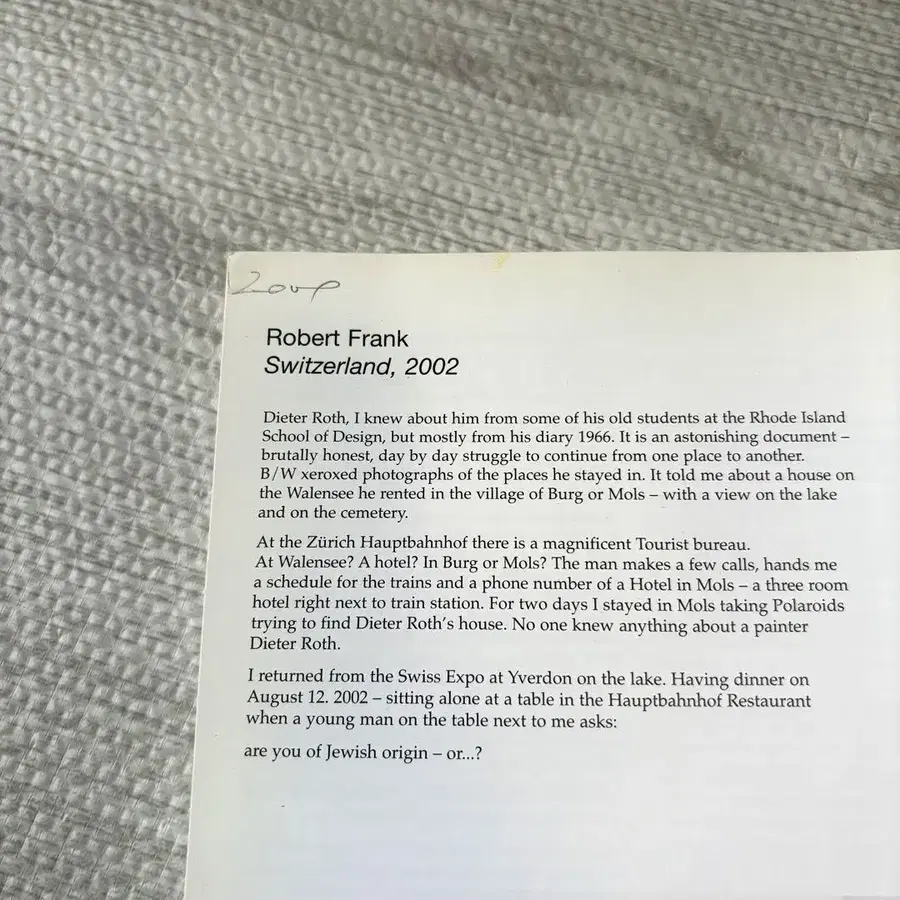 Robert Frank
Switzerland, 2002
Dieter Roth, I knew about him from some of his old students at the Rhode Island
School of Design, but mostly from his diary 1966. It is an astonishing document –
brutally honest, day by day struggle to continue from one place to another.
B/W xeroxed photographs of the places he stayed in. It told me about a house on
the Walensee he rented in the village of Burg or Mols – with a view on the lake
and on the cemetery.
At the Zürich Hauptbahnhof there is a magnificent Tourist bureau.
At Walensee? A hotel? In Burg or Mols? The man makes a few calls, hands me
a schedule for the trains and a phone number of a Hotel in Mols – a three room
hotel right next to train station. For two days I stayed in Mols taking Polaroids
trying to find Dieter Roth's house. No one knew anything about a painter
Dieter Roth.
I returned from the Swiss Expo at Yverdon on the lake. Having dinner on
August 12. 2002 – sitting alone at a table in the Hauptbahnhof Restaurant
when a young man on the table next to me asks:
are you of Jewish origin – or...?